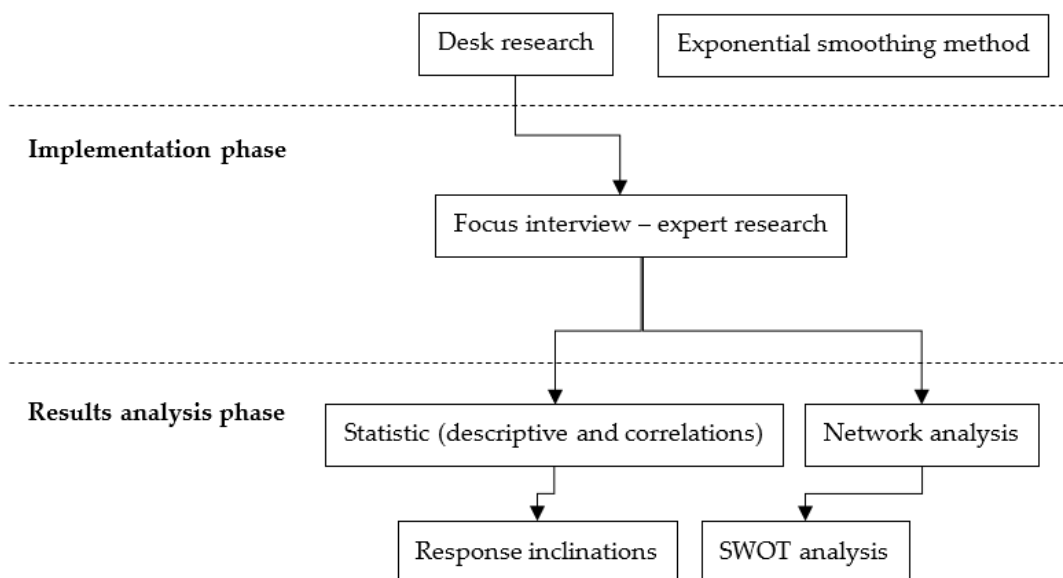 Desk research
Exponential smoothing method
Implementation phase
Focus interview – expert research
Results analysis phase
Statistic (descriptive and correlations)
Network analysis
Response inclinations
SWOT analysis